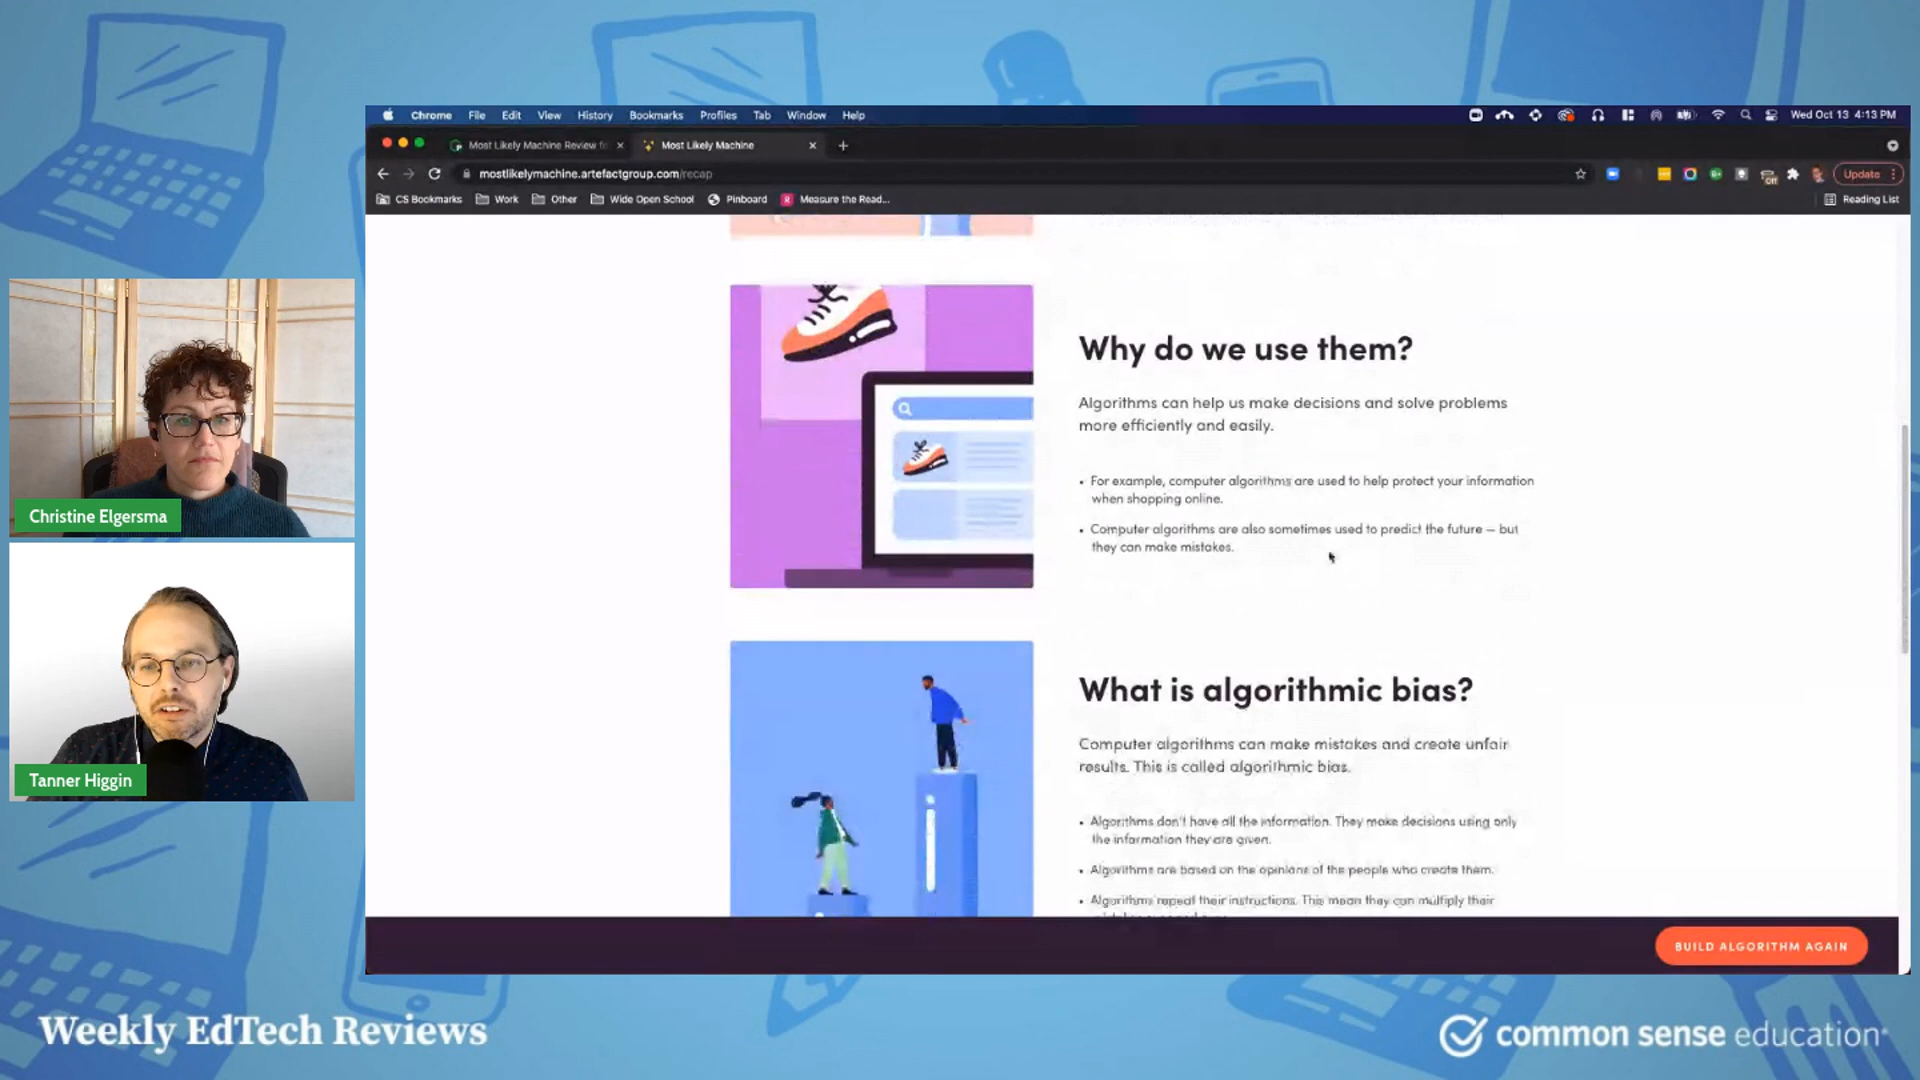 Chrome File Edit View History Bookmarks Profiles Tab Window Help
Wed Oct 13 4:13 PM
Most Likely Machine Review fo
Most Likely Machine
mostlikelymachine.artefactgroup.com/recap
Update
CS Bookmarks Work Other Wide Open School Pinboard Measure the Read...
Reading List
Why do we use them?
Algorithms can help us make decisions and solve problems
more efficiently and easily.
• For example, computer algorithms are used to help protect your information
when shopping online.
• Computer algorithms are also sometimes used to predict the future – but
they can make mistakes.
What is algorithmic bias?
Computer algorithms can make mistakes and create unfair
results. This is called algorithmic bias.
• Algorithms don't have all the information. They make decisions using only
the information they are given.
• Algorithms are based on the opinions of the people who create them.
• Algorithms repeat their instructions. This mean they can multiply their
BUILD ALGORITHM AGAIN
Christine Elgersma
Tanner Higgin
Weekly EdTech Reviews
common sense education